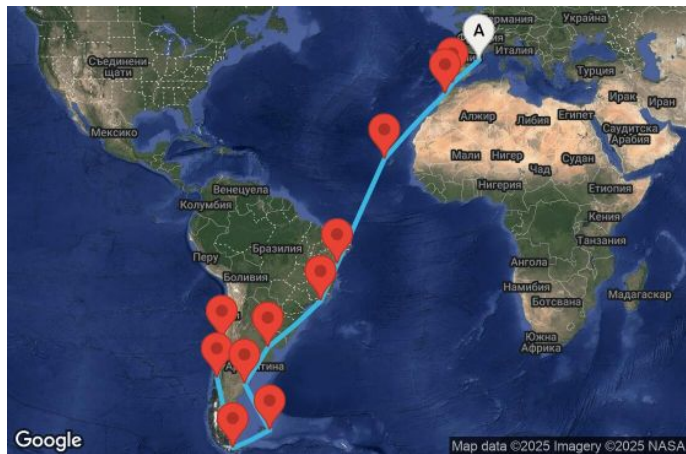 A
Германия
Украйна
Италия
Турция
Съединени
щати
Мексико
Алжир
Либия
Египет
Ирак
Иран
Саудитска
Арабия
Мали
Нигер
Чад
Судан
Нигерия
Етиопия
Кения
Танзания
Ангола
Намибия
Ботсвана
Мадагаскар
Южна
Африка
Венецуела
Колумбия
Перу
Бразилия
Боливия
Google
Map data ©2025 Imagery ©2025 NASA